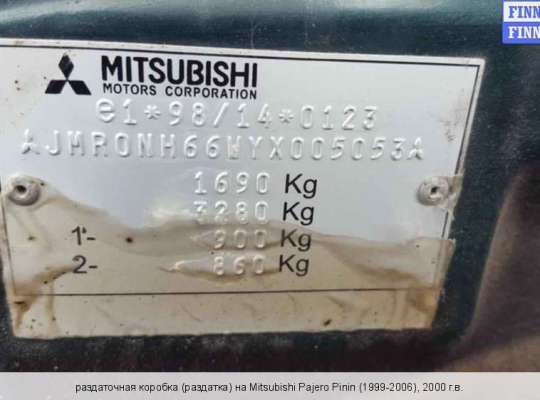 FINN
FINN
MITSUBISHI
MOTORS CORPORATION
e1*98/14*0123
JMR0NH66WYX005053
1690 Kg
3280 Kg
1- 900 Kg
2- 860 Kg
раздаточная коробка (раздатка) на Mitsubishi Pajero Pinin (1999-2006), 2000 г.в.